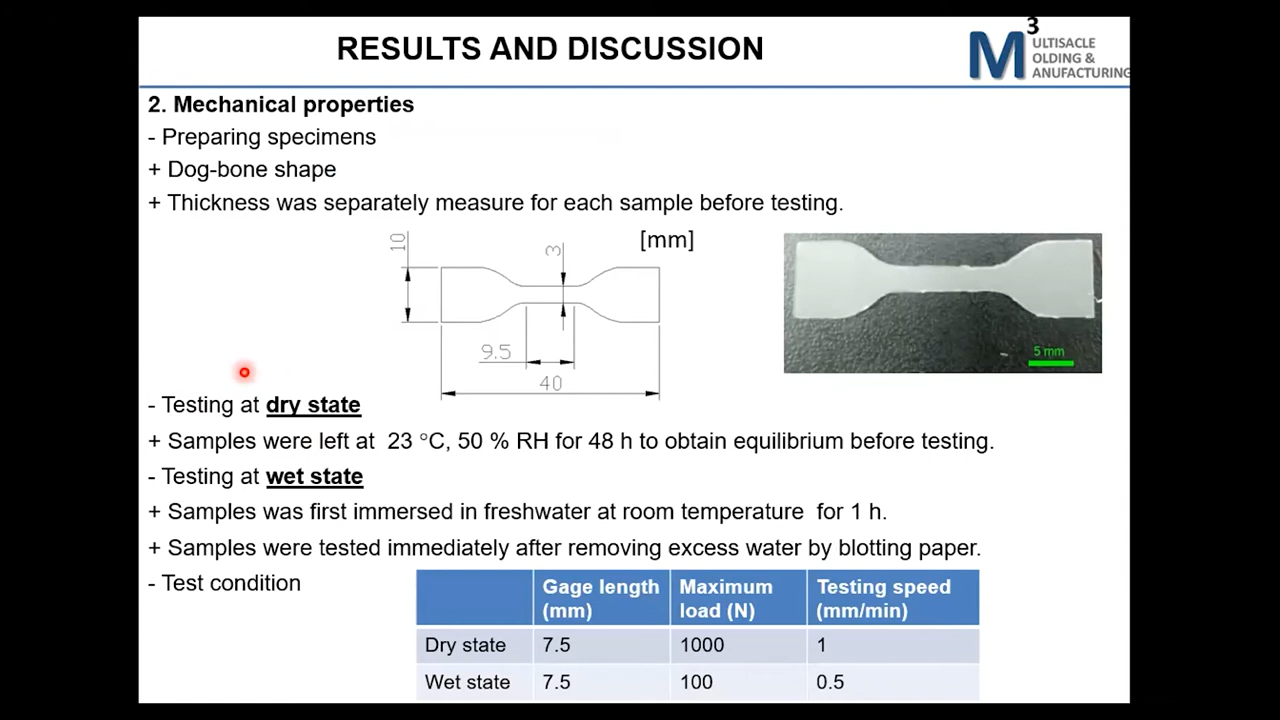 RESULTS AND DISCUSSION
M3 ULTISACLE
OLDING &
ANUFACTURING
2. Mechanical properties
- Preparing specimens
+ Dog-bone shape
+ Thickness was separately measure for each sample before testing.
[mm]
10
3
9.5
40
5 mm
- Testing at dry state
+ Samples were left at 23 °C, 50 % RH for 48 h to obtain equilibrium before testing.
- Testing at wet state
+ Samples was first immersed in freshwater at room temperature for 1 h.
+ Samples were tested immediately after removing excess water by blotting paper.
- Test condition
Gage length (mm) Maximum load (N) Testing speed (mm/min)
Dry state 7.5 1000 1
Wet state 7.5 100 0.5